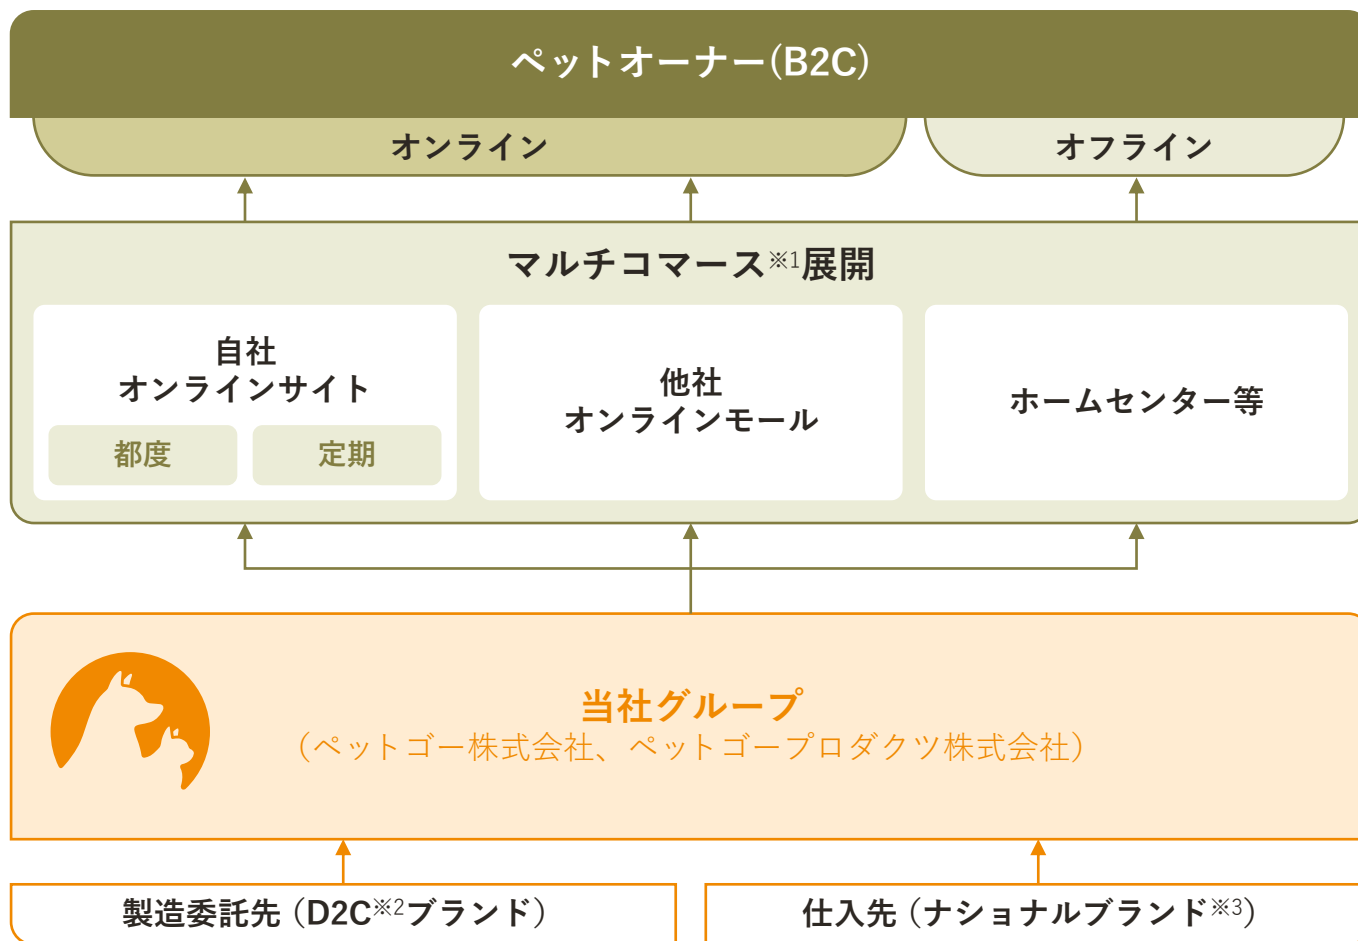 ペットオーナー(B2C)
オンライン
オフライン
マルチコマース※1展開
自社
オンラインサイト
都度
定期
他社
オンラインモール
ホームセンター等
当社グループ
（ペットゴー株式会社、ペットゴープロダクツ株式会社）
製造委託先（D2C※2ブランド）
仕入先（ナショナルブランド※3）